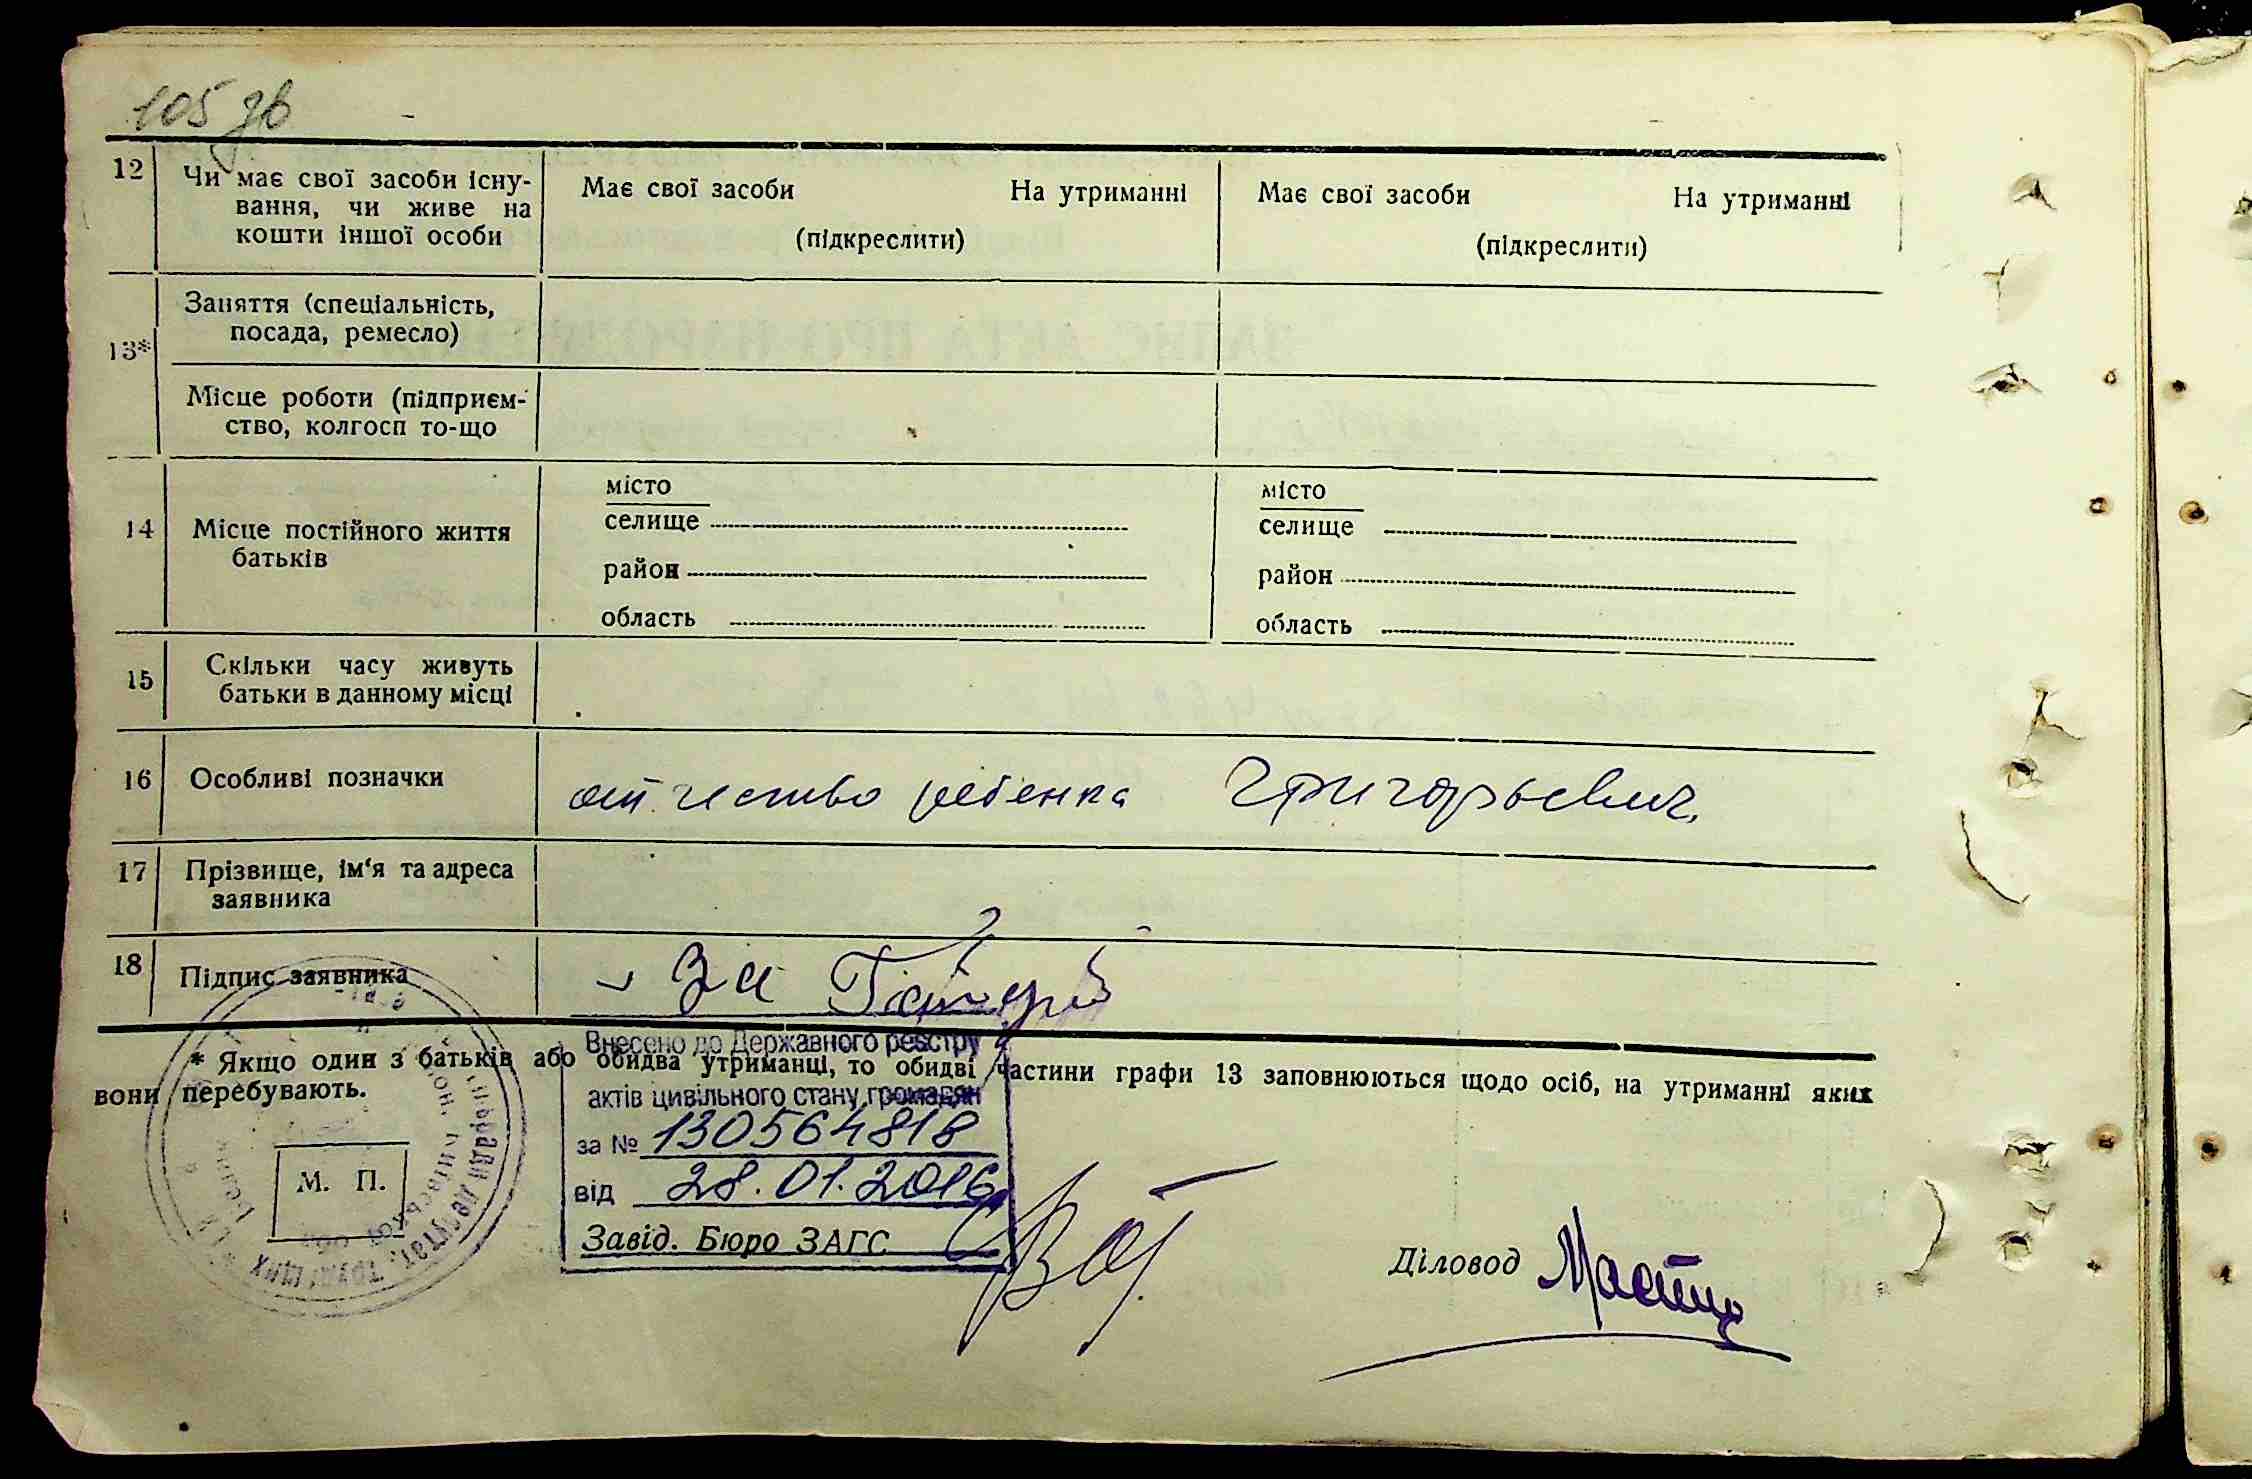 105 зв
12 Чи має свої засоби існу- Має свої засоби На утриманні Має свої засоби На утриманні
вання, чи живе на
кошти іншої особи (підкреслити) (підкреслити)
Заняття (спеціальність,
посада, ремесло)
13*
Місце роботи (підприєм-
ство, колгосп то-що
місто місто
14 Місце постійного життя селище селище
батьків
район район
область область
15 Скільки часу живуть
батьки в данному місці
16 Особливі позначки отчество ребенка Григорьевич.
17 Прізвище, ім'я та адреса
заявника
18 Підпис заявника За
Внесено до Державного реєстру
* Якщо один з батьків або обидва утриманці, то обидві частини графи 13 заповнюються щодо осіб, на утриманні яких
вони перебувають.
актів цивільного стану громадян
за № 130564818
М. П.
від 28.01.2016
Завід. Бюро ЗАГС
Діловод